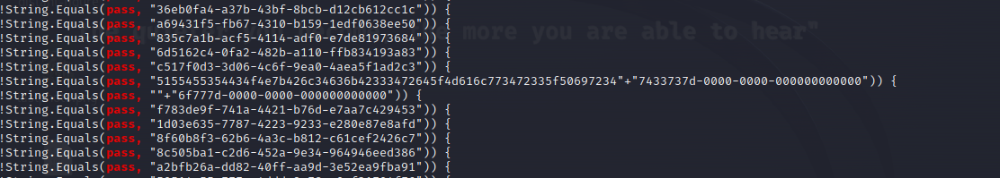 !String.Equals(pass, "36eb0fa4-a37b-43bf-8bcb-d12cb612cc1c")) {
!String.Equals(pass, "a69431f5-fb67-4310-b159-1edf0638ee50")) {
!String.Equals(pass, "835c7a1b-acf5-4114-adf0-e7de81973684")) {
more you are able to hear"
!String.Equals(pass, "6d5162c4-0fa2-482b-a110-ffb834193a83")) {
!String.Equals(pass, "c517f0d3-3d06-4c6f-9ea0-4aea5f1ad2c3")) {
!String.Equals(pass, "5155455354434f4e7b426c34636b42333472645f4d616c773472335f50697234"+"7433737d-0000-0000-000000000000")) {
!String.Equals(pass, ""+"6f777d-0000-0000-000000000000")) {
!String.Equals(pass, "f783de9f-741a-4421-b76d-e7aa7c429453")) {
!String.Equals(pass, "1d03e635-7787-4223-9233-e280e87e8afd")) {
!String.Equals(pass, "8f60b8f3-62b6-4a3c-b812-c61cef2426c7")) {
!String.Equals(pass, "8c505ba1-c2d6-452a-9e34-964946eed386")) {
!String.Equals(pass, "a2bfb26a-dd82-40ff-aa9d-3e52ea9fba91")) {